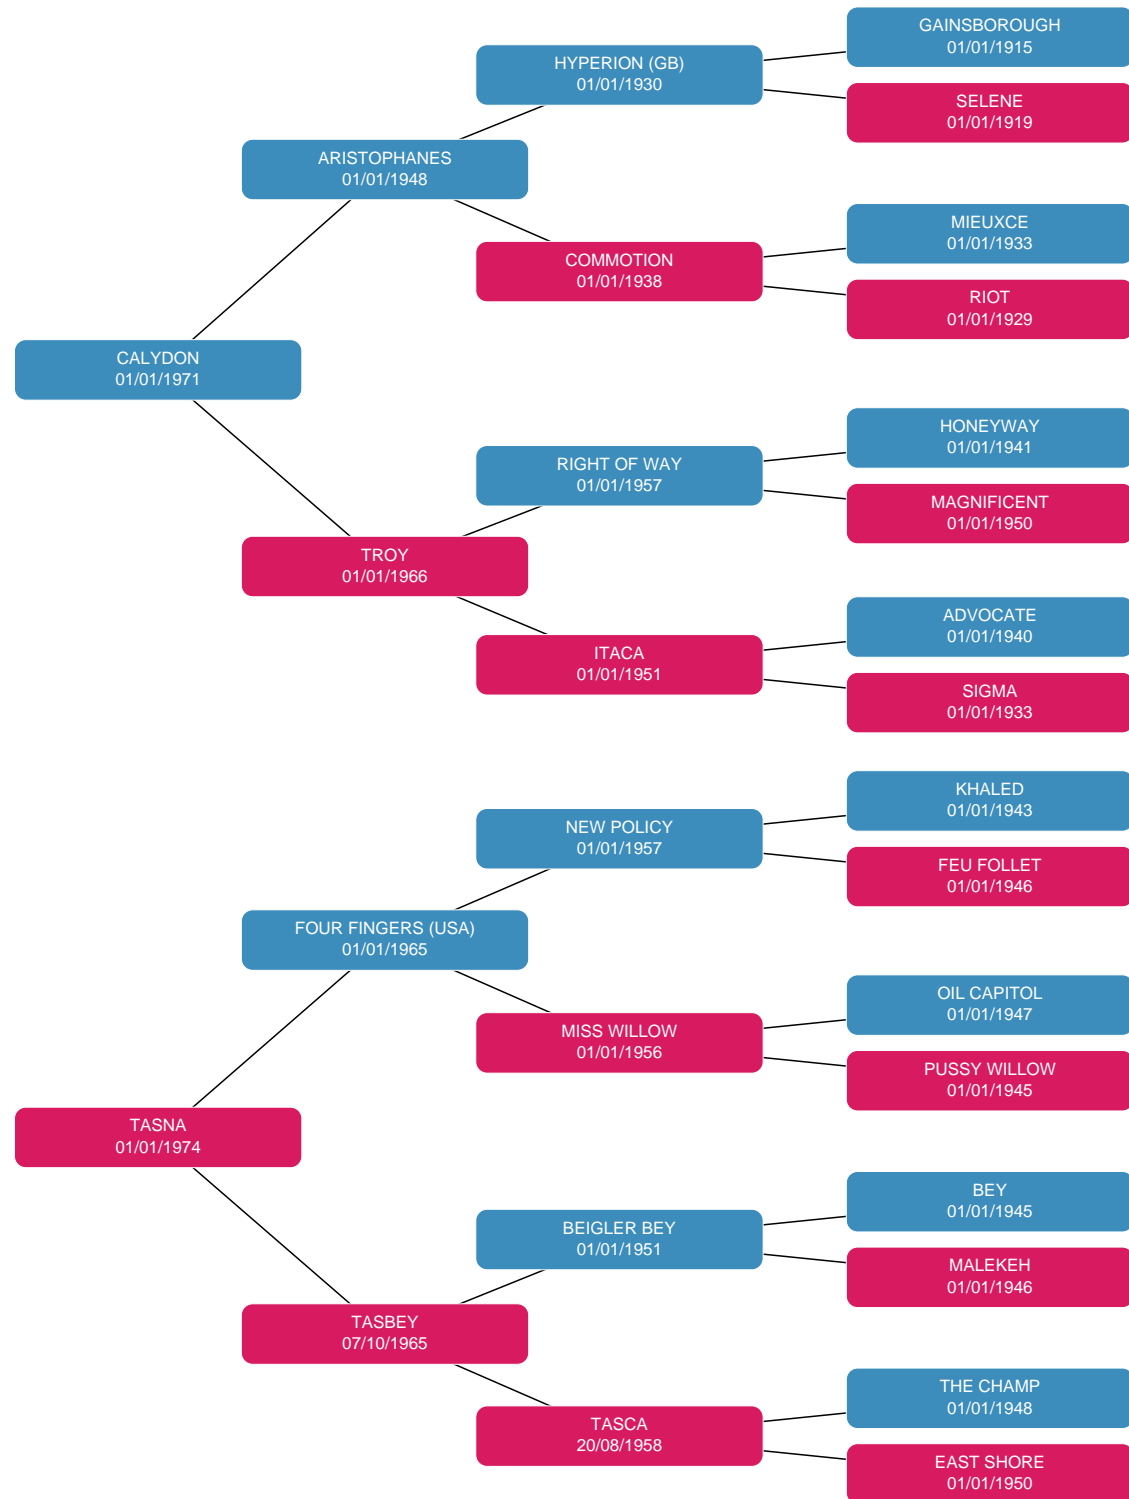 GAINSBOROUGH
01/01/1915
HYPERION (GB)
01/01/1930
SELENE
01/01/1919
ARISTOPHANES
01/01/1948
MIEUXCE
01/01/1933
COMMOTION
01/01/1938
RIOT
01/01/1929
CALYDON
01/01/1971
HONEYWAY
01/01/1941
RIGHT OF WAY
01/01/1957
MAGNIFICENT
01/01/1950
TROY
01/01/1966
ADVOCATE
01/01/1940
ITACA
01/01/1951
SIGMA
01/01/1933
KHALED
01/01/1943
NEW POLICY
01/01/1957
FEU FOLLET
01/01/1946
FOUR FINGERS (USA)
01/01/1965
OIL CAPITOL
01/01/1947
MISS WILLOW
01/01/1956
PUSSY WILLOW
01/01/1945
TASNA
01/01/1974
BEY
01/01/1945
BEIGLER BEY
01/01/1951
MALEKEH
01/01/1946
TASBEY
07/10/1965
THE CHAMP
01/01/1948
TASCA
20/08/1958
EAST SHORE
01/01/1950